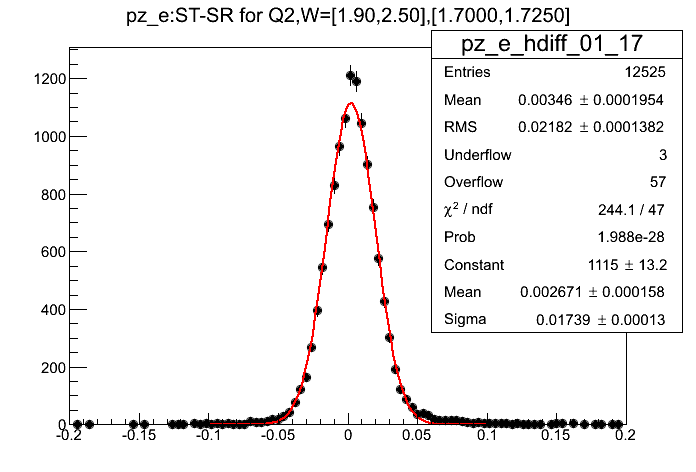 pz_e:ST-SR for Q2,W=[1.90,2.50],[1.7000,1.7250]
pz_e_hdiff_01_17
Entries 12525
Mean 0.00346 ± 0.0001954
RMS 0.02182 ± 0.0001382
Underflow 3
Overflow 57
χ² / ndf 244.1 / 47
Prob 1.988e-28
Constant 1115 ± 13.2
Mean 0.002671 ± 0.000158
Sigma 0.01739 ± 0.00013
1200
1000
800
600
400
200
0
-0.2 -0.15 -0.1 -0.05 0 0.05 0.1 0.15 0.2